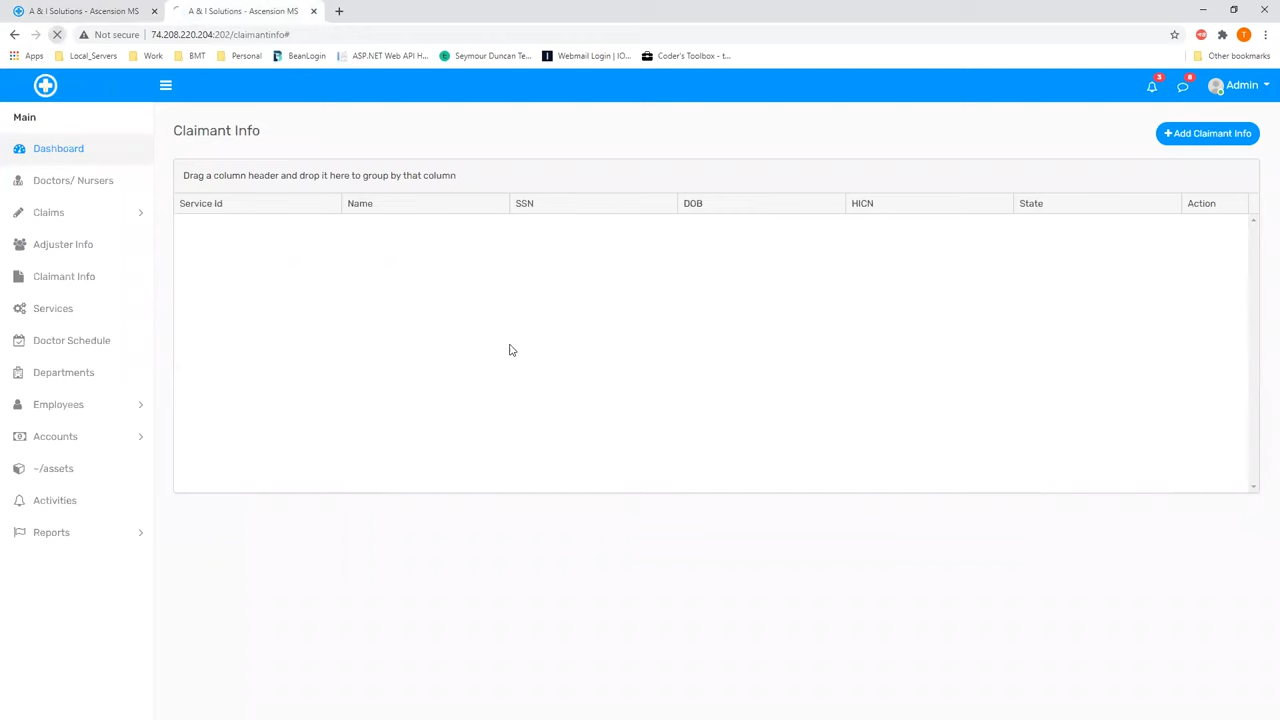 A & I Solutions - Ascension MS
A & I Solutions - Ascension MS
Not secure
74.208.220.204:202/claimantinfo#
T
Apps
Local_Servers
Work
BMT
Personal
BeanLogin
ASP.NET Web API H...
Seymour Duncan Te...
Webmail Login | IO...
Coder's Toolbox - t...
Other bookmarks
3
8
Admin
Main
Dashboard
Doctors/ Nursers
Claims
Adjuster Info
Claimant Info
Services
Doctor Schedule
Departments
Employees
Accounts
~/assets
Activities
Reports
Claimant Info
+ Add Claimant Info
Drag a column header and drop it here to group by that column
Service Id Name SSN DOB HICN State Action